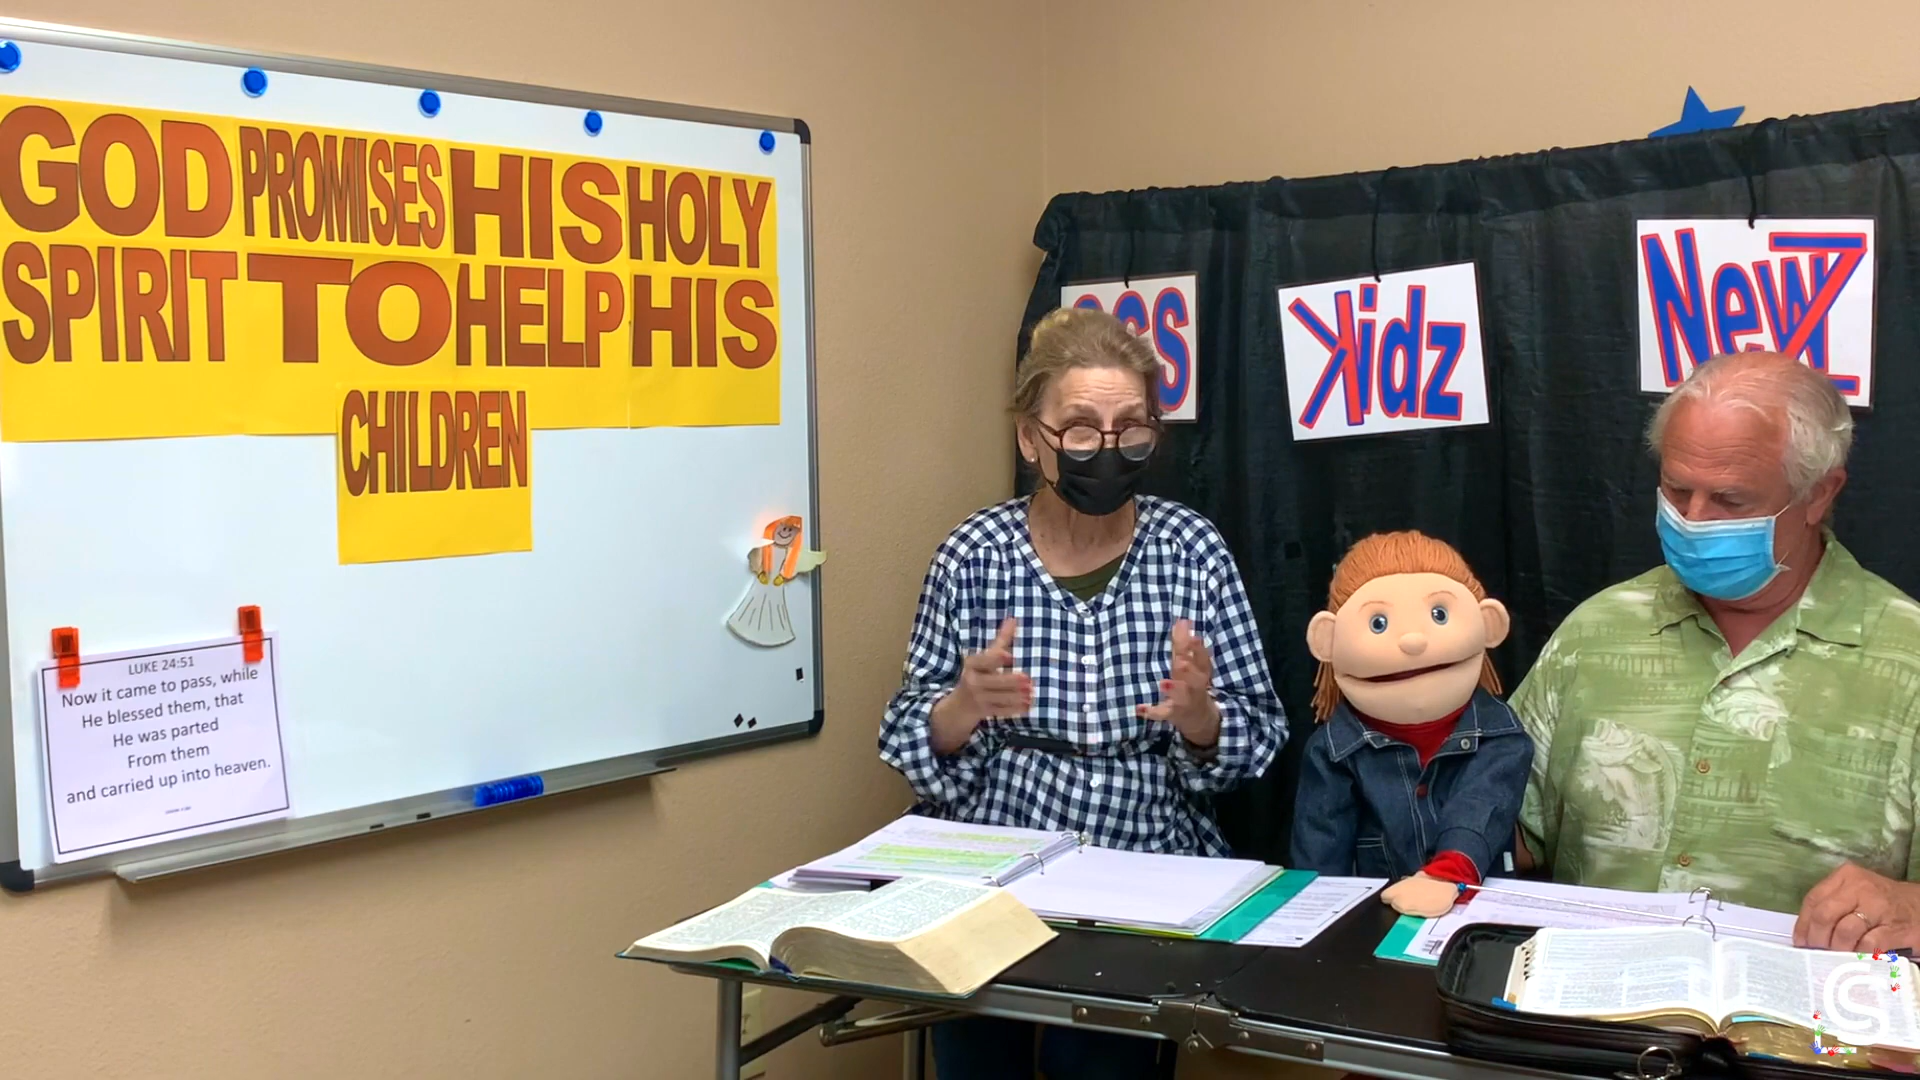 GOD PROMISES HIS HOLY
SPIRIT TO HELP HIS
CHILDREN
LUKE 24:51
Now it came to pass, while
He blessed them, that
He was parted
From them
and carried up into heaven.
Kidz
NewZ